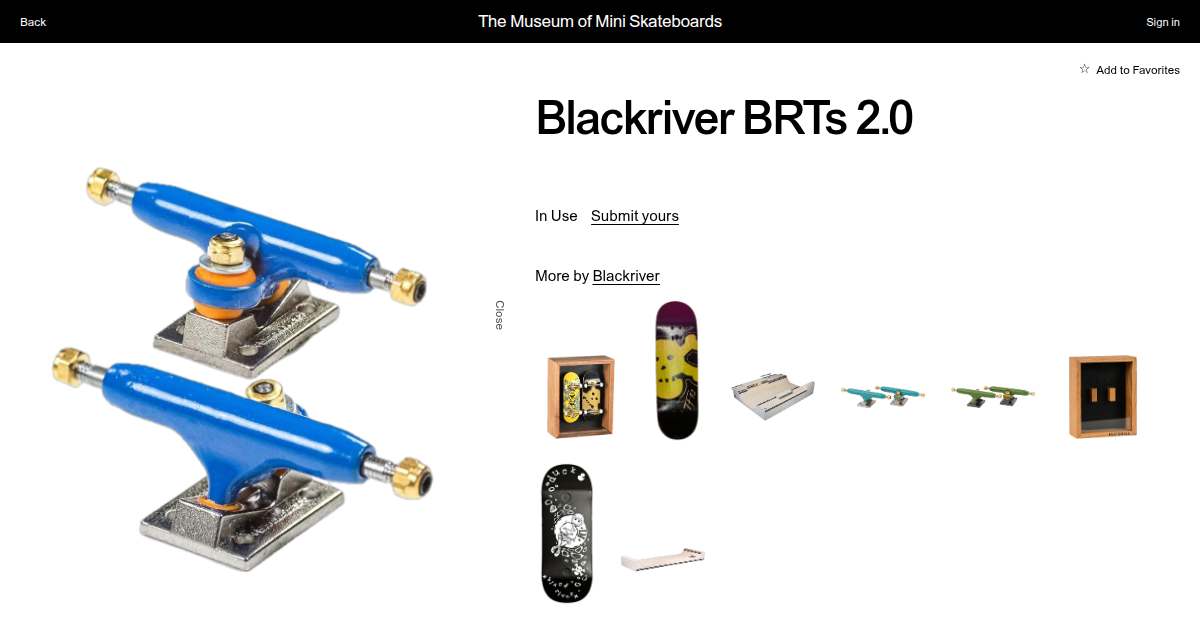 Back
The Museum of Mini Skateboards
Sign in
☆ Add to Favorites
Blackriver BRTs 2.0
In Use Submit yours
More by Blackriver
Close